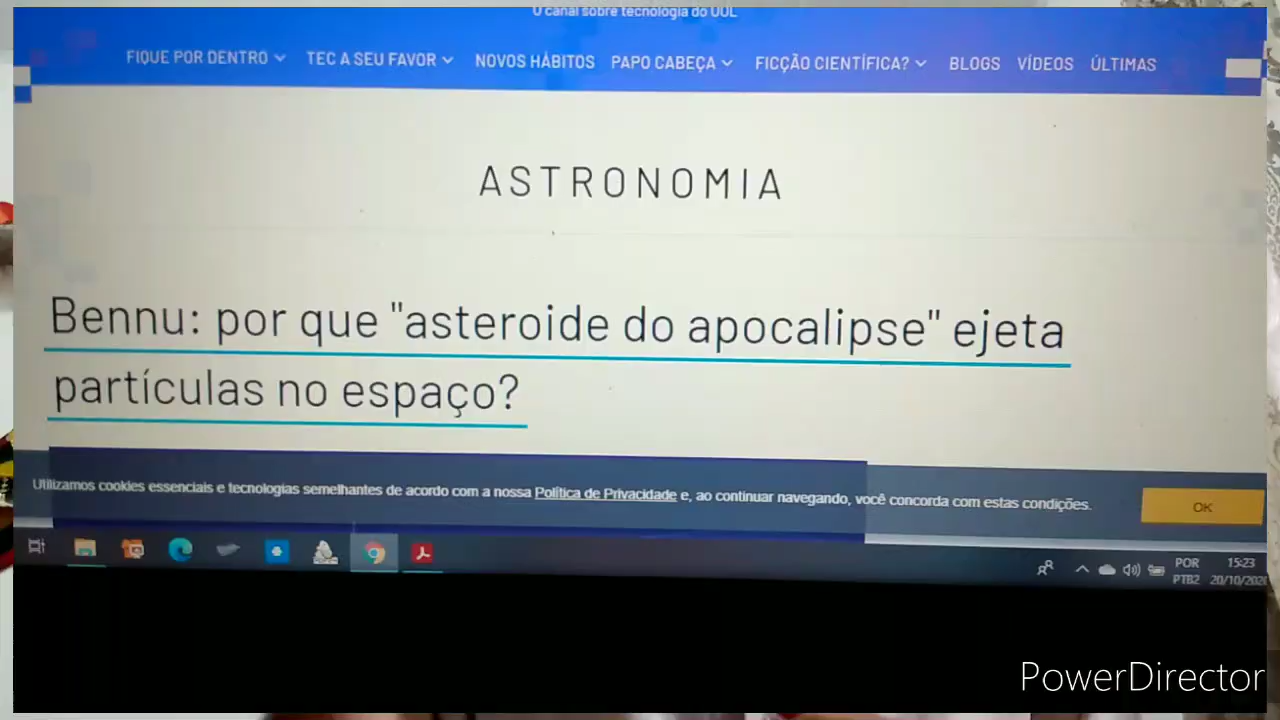 O canal sobre tecnologia do UOL
FIQUE POR DENTRO TEC A SEU FAVOR NOVOS HÁBITOS PAPO CABEÇA FICÇÃO CIENTÍFICA? BLOGS VÍDEOS ÚLTIMAS
ASTRONOMIA
Bennu: por que "asteroide do apocalipse" ejeta
partículas no espaço?
Utilizamos cookies essenciais e tecnologias semelhantes de acordo com a nossa Política de Privacidade e, ao continuar navegando, você concorda com estas condições.
OK
POR 15:23
PTB2 20/10/2020
PowerDirector